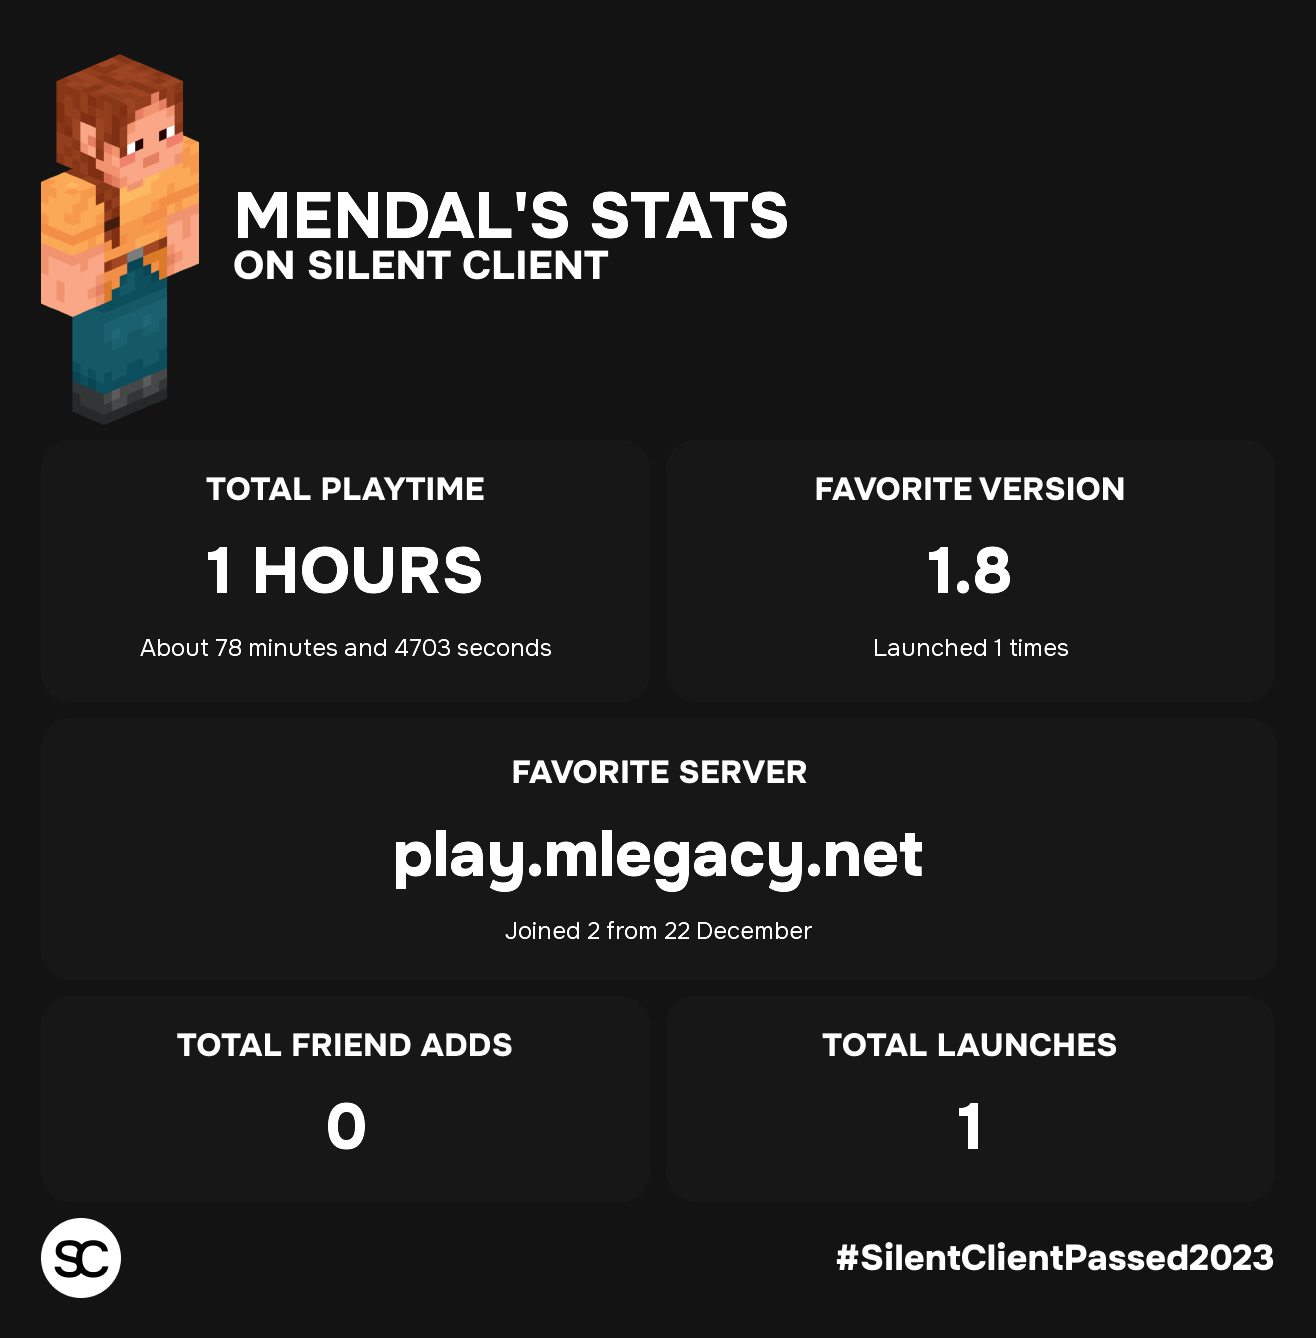 MENDAL'S STATS
ON SILENT CLIENT
TOTAL PLAYTIME
1 HOURS
About 78 minutes and 4703 seconds
FAVORITE VERSION
1.8
Launched 1 times
FAVORITE SERVER
play.mlegacy.net
Joined 2 from 22 December
TOTAL FRIEND ADDS
0
TOTAL LAUNCHES
1
SC
#SilentClientPassed2023